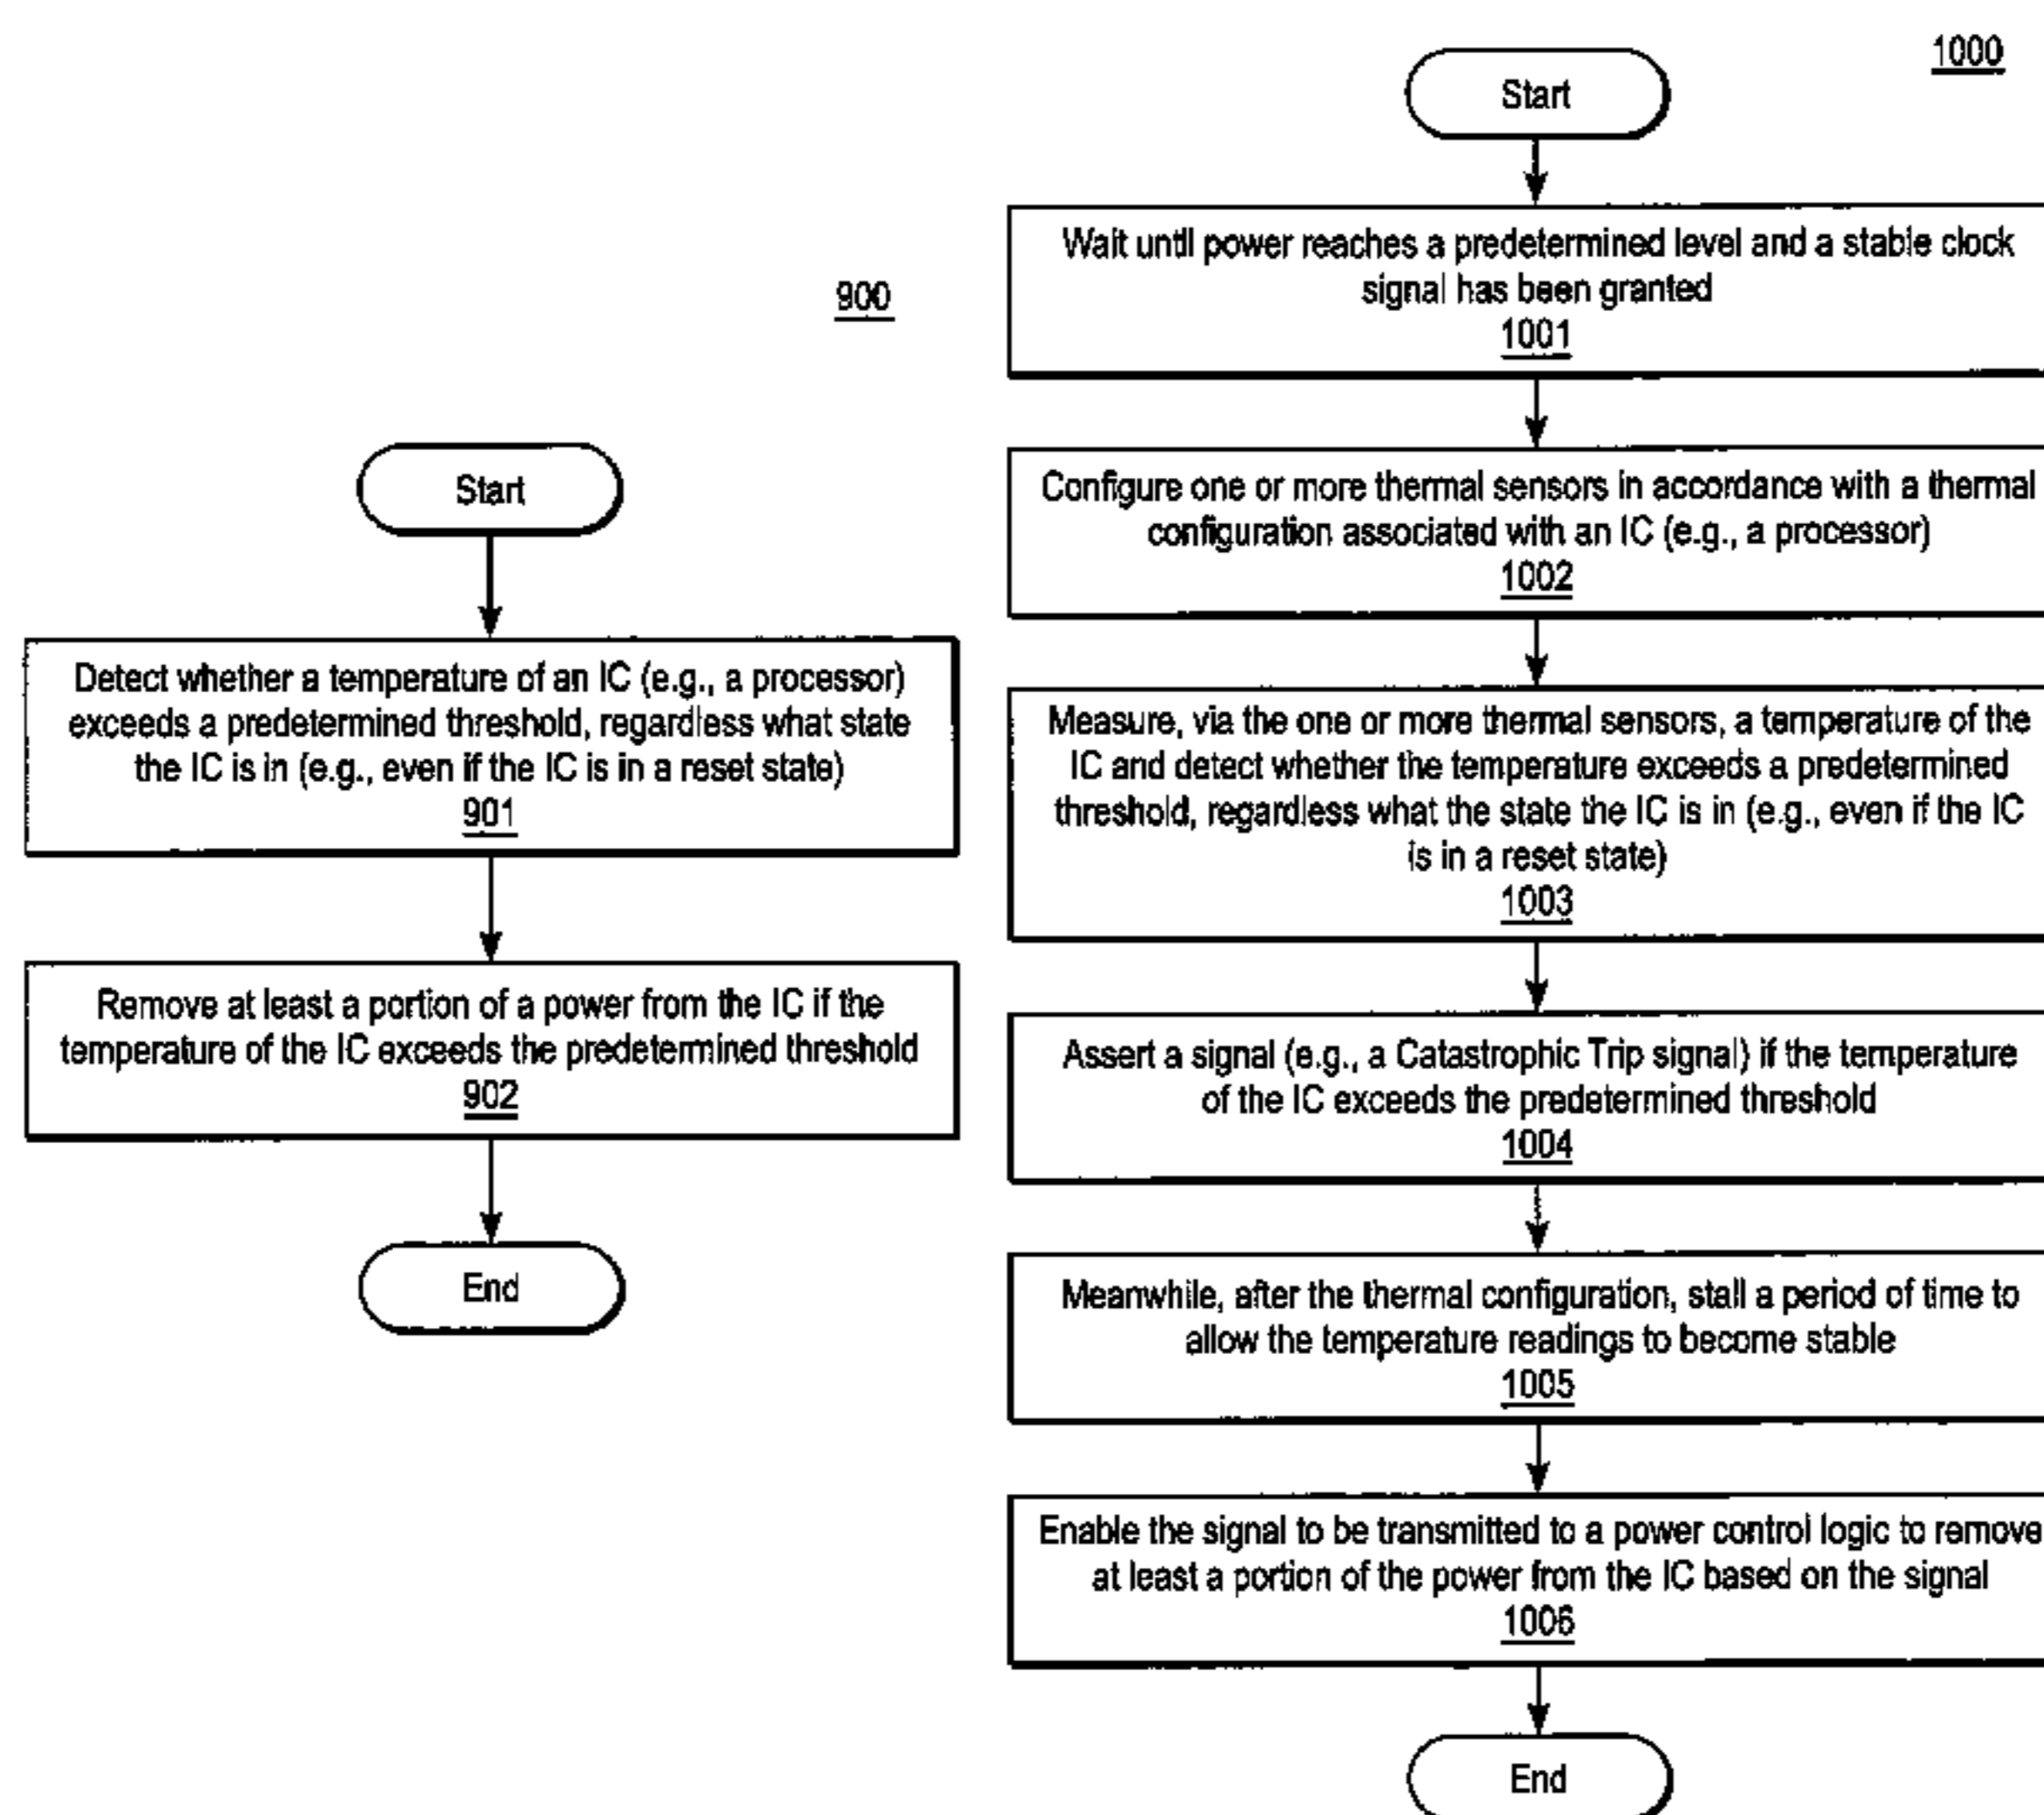 900
Start
Detect whether a temperature of an IC (e.g., a processor)
exceeds a predetermined threshold, regardless what state
the IC is in (e.g., even if the IC is in a reset state)
901
Remove at least a portion of a power from the IC if the
temperature of the IC exceeds the predetermined threshold
902
End
1000
Start
Wait until power reaches a predetermined level and a stable clock
signal has been granted
1001
Configure one or more thermal sensors in accordance with a thermal
configuration associated with an IC (e.g., a processor)
1002
Measure, via the one or more thermal sensors, a temperature of the
IC and detect whether the temperature exceeds a predetermined
threshold, regardless what the state the IC is in (e.g., even if the IC
is in a reset state)
1003
Assert a signal (e.g., a Catastrophic Trip signal) if the temperature
of the IC exceeds the predetermined threshold
1004
Meanwhile, after the thermal configuration, stall a period of time to
allow the temperature readings to become stable
1005
Enable the signal to be transmitted to a power control logic to remove
at least a portion of the power from the IC based on the signal
1006
End